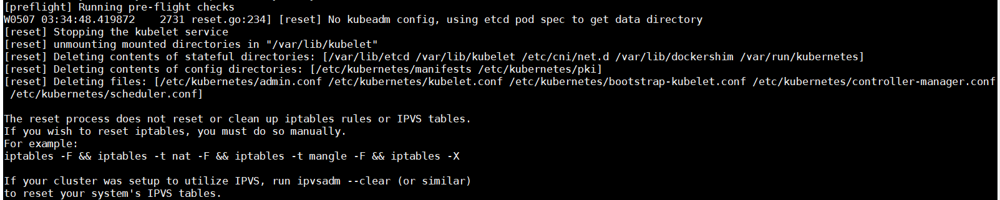 [preflight] Running pre-flight checks
W0507 03:34:48.419872    2731 reset.go:234] [reset] No kubeadm config, using etcd pod spec to get data directory
[reset] Stopping the kubelet service
[reset] unmounting mounted directories in "/var/lib/kubelet"
[reset] Deleting contents of stateful directories: [/var/lib/etcd /var/lib/kubelet /etc/cni/net.d /var/lib/dockershim /var/run/kubernetes]
[reset] Deleting contents of config directories: [/etc/kubernetes/manifests /etc/kubernetes/pki]
[reset] Deleting files: [/etc/kubernetes/admin.conf /etc/kubernetes/kubelet.conf /etc/kubernetes/bootstrap-kubelet.conf /etc/kubernetes/controller-manager.conf
 /etc/kubernetes/scheduler.conf]

The reset process does not reset or clean up iptables rules or IPVS tables.
If you wish to reset iptables, you must do so manually.
For example:
iptables -F && iptables -t nat -F && iptables -t mangle -F && iptables -X

If your cluster was setup to utilize IPVS, run ipvsadm --clear (or similar)
to reset your system's IPVS tables.